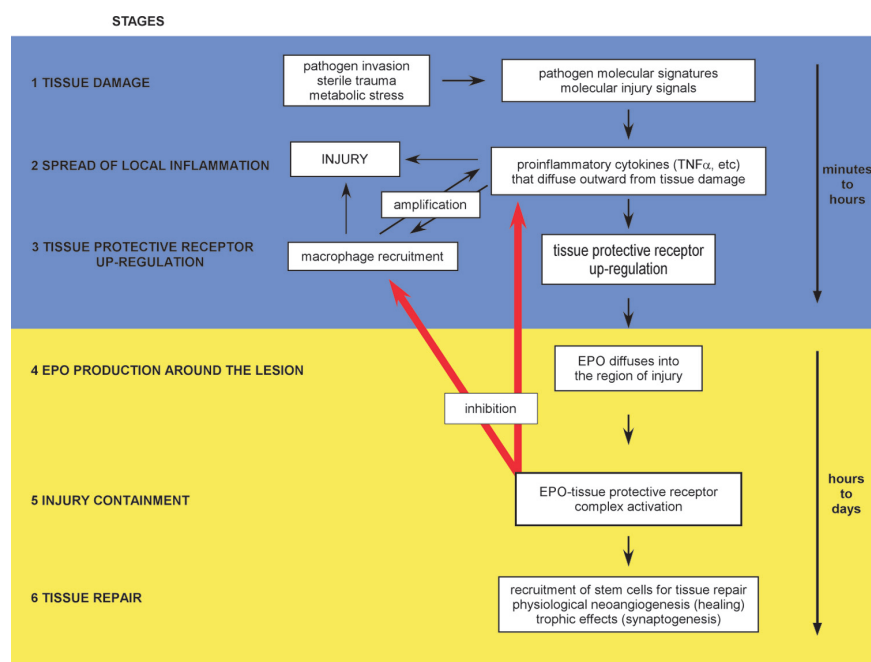 STAGES
1 TISSUE DAMAGE
pathogen invasion
sterile trauma
metabolic stress
pathogen molecular signatures
molecular injury signals
2 SPREAD OF LOCAL INFLAMMATION
INJURY
proinflammatory cytokines (TNFα, etc)
that diffuse outward from tissue damage
minutes
to
hours
amplification
3 TISSUE PROTECTIVE RECEPTOR
UP-REGULATION
macrophage recruitment
tissue protective receptor
up-regulation
4 EPO PRODUCTION AROUND THE LESION
EPO diffuses into
the region of injury
inhibition
5 INJURY CONTAINMENT
EPO-tissue protective receptor
complex activation
hours
to
days
6 TISSUE REPAIR
recruitment of stem cells for tissue repair
physiological neoangiogenesis (healing)
trophic effects (synaptogenesis)